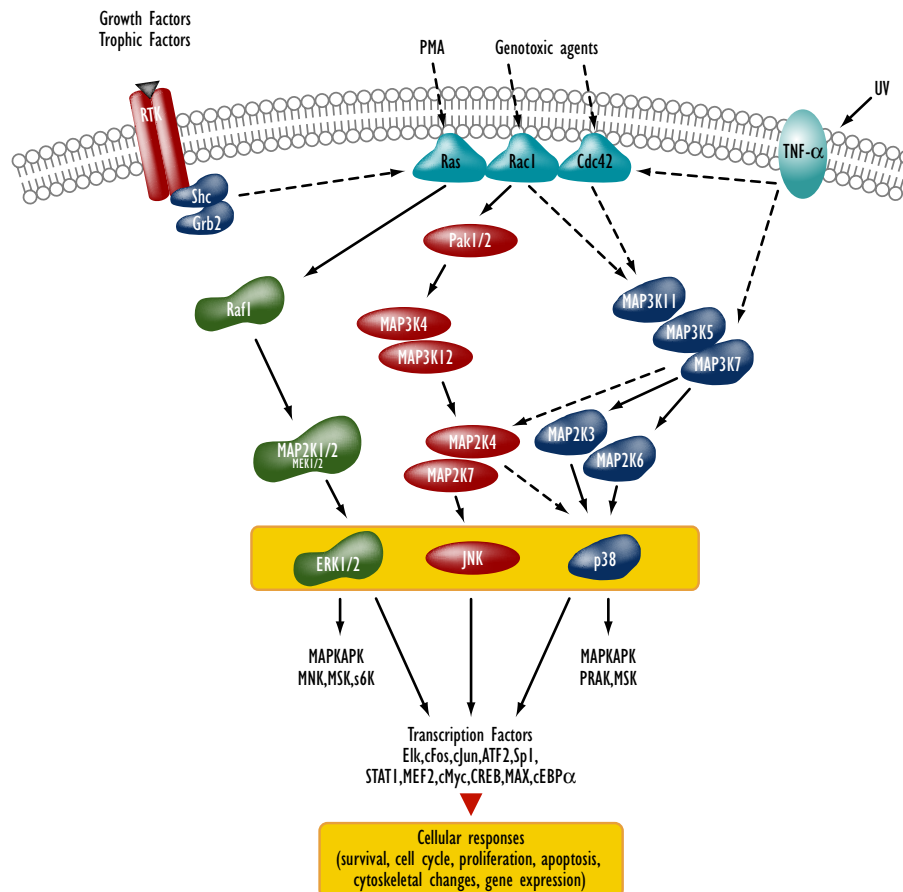 Growth Factors
Trophic Factors
PMA
Genotoxic agents
UV
RTK
TNF-α
Ras
Rac1
Cdc42
Shc
Grb2
Pak1/2
Raf1
MAP3K11
MAP3K4
MAP3K5
MAP3K12
MAP3K7
MAP2K1/2
MEK1/2
MAP2K4
MAP2K3
MAP2K7
MAP2K6
ERK1/2
JNK
p38
MAPKAPK
MNK,MSK,s6K
MAPKAPK
PRAK,MSK
Transcription Factors
Elk,cFos,cJun,ATF2,Sp1,
STAT1,MEF2,cMyc,CREB,MAX,cEBPα
Cellular responses
(survival, cell cycle, proliferation, apoptosis,
cytoskeletal changes, gene expression)